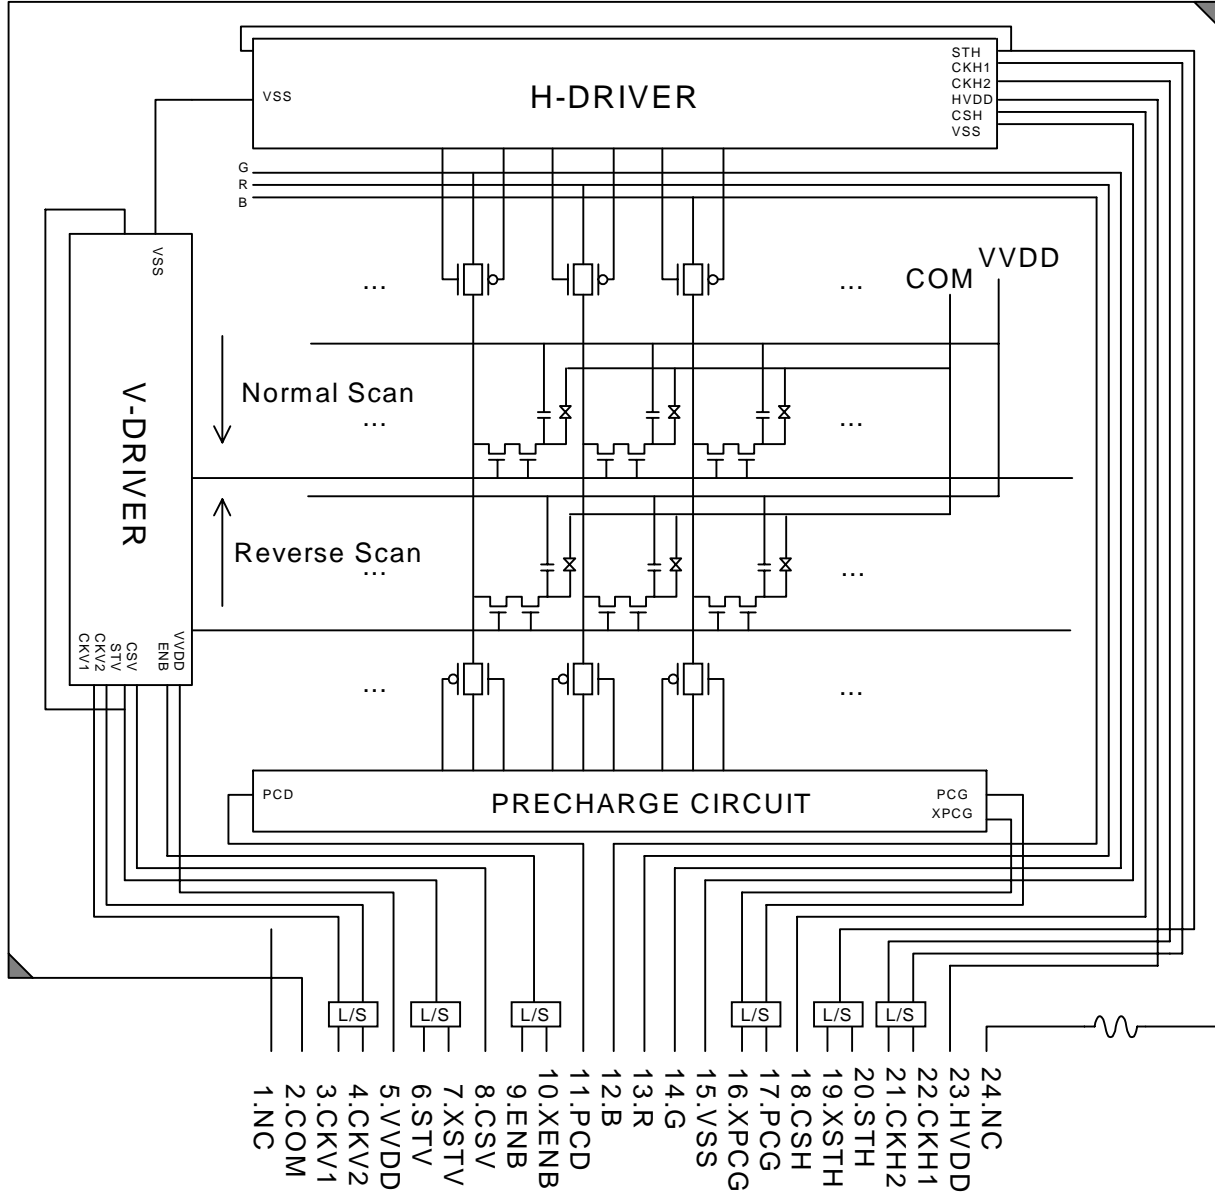 STH
CKH1
CKH2
HVDD
CSH
VSS
VSS
H-DRIVER
G
R
B
VSS
...
...
COM
VVDD
Normal Scan
...
...
V-DRIVER
Reverse Scan
...
...
CKV1
CKV2
STV
CSV
ENB
VVDD
...
...
PCD
PRECHARGE CIRCUIT
PCG
XPCG
L/S
L/S
L/S
L/S
L/S
L/S
1.NC
2.COM
3.CKV1
4.CKV2
5.VVDD
6.STV
7.XSTV
8.CSV
9.ENB
10.XENB
11.PCD
12.B
13.R
14.G
15.VSS
16.XPCG
17.PCG
18.CSH
19.XSTH
20.STH
21.CKH2
22.CKH1
23.HVDD
24.NC